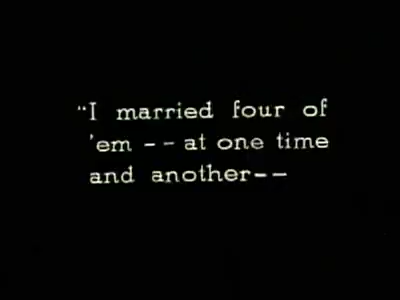 "I married four of
'em -- at one time
and another--